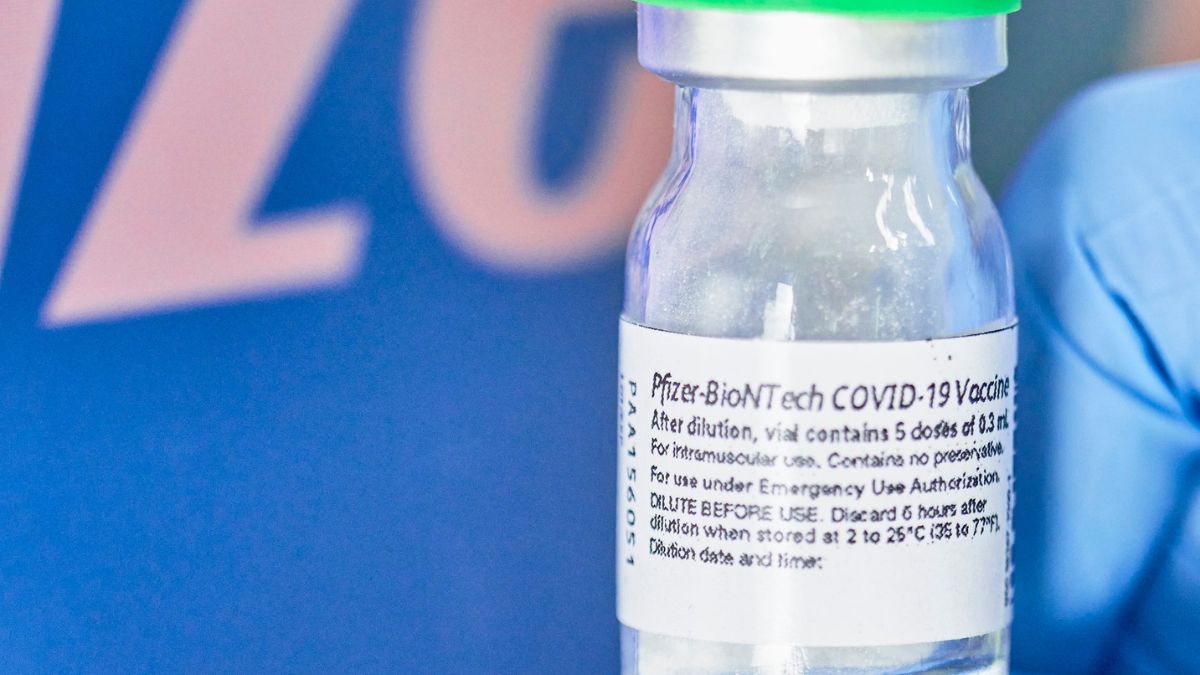 ze
Pfizer-BioNTech COVID-19 Vaccine
After dilution, vial contains 5 doses of 0.3 mL
For intramuscular use. Contains no preservative.
For use under Emergency Use Authorization.
DILUTE BEFORE USE. Discard 6 hours after
dilution when stored at 2 to 25°C (35 to 77°F).
Dilution date and time:
PAA156051